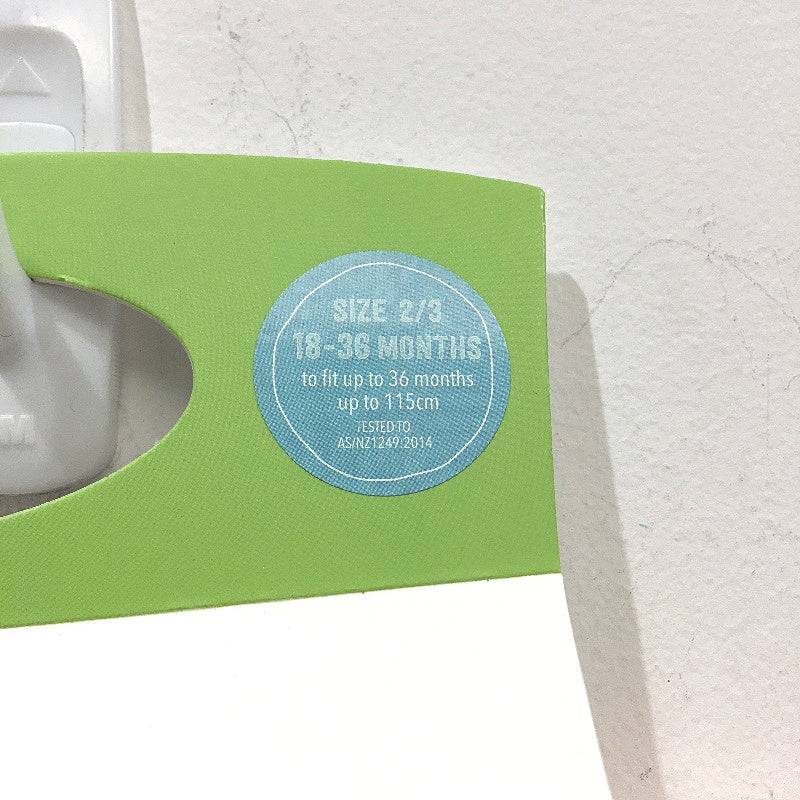 SIZE 2/3
18-36 MONTHS
to fit up to 36 months
up to 115cm
TESTED TO
AS/NZ1249:2014